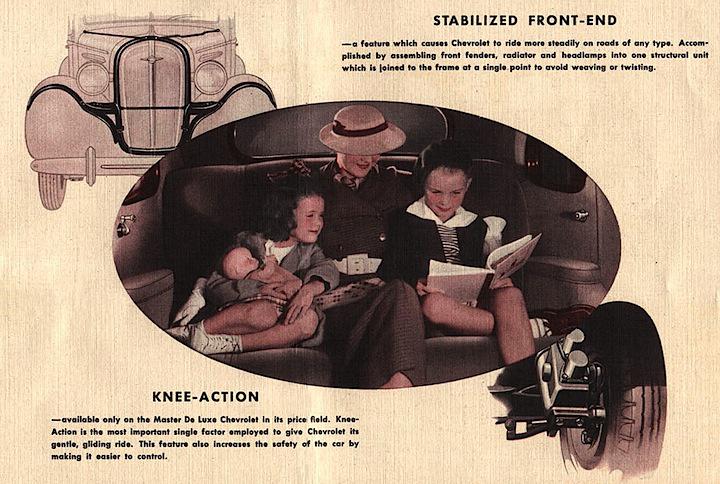 STABILIZED FRONT-END
—a feature which causes Chevrolet to ride more steadily on roads of any type. Accom-
plished by assembling front fenders, radiator and headlamps into one structural unit
which is joined to the frame at a single point to avoid weaving or twisting.
KNEE-ACTION
—available only on the Master De Luxe Chevrolet in its price field. Knee-
Action is the most important single factor employed to give Chevrolet its
gentle, gliding ride. This feature also increases the safety of the car by
making it easier to control.